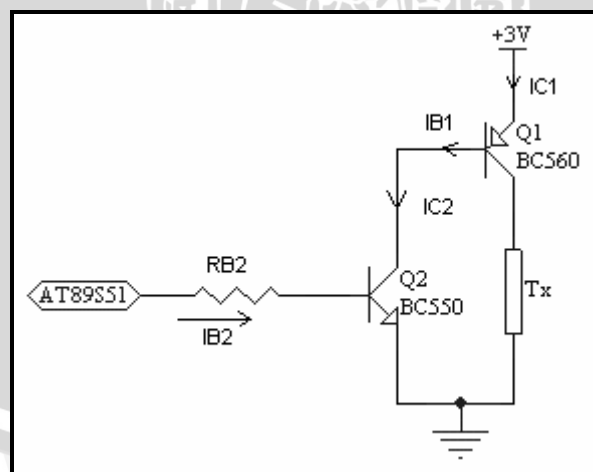 +3V
IC1
IB1
Q1
BC560
IC2
RB2
Q2
AT89S51
BC550
Tx
IB2